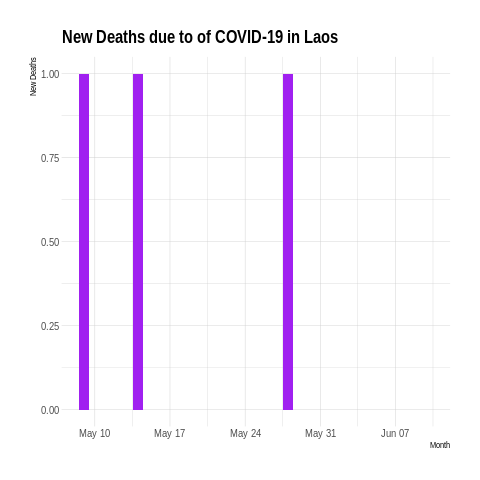 New Deaths due to of COVID-19 in Laos
New Deaths
1.00
0.75
0.50
0.25
0.00
May 10 May 17 May 24 May 31 Jun 07
Month